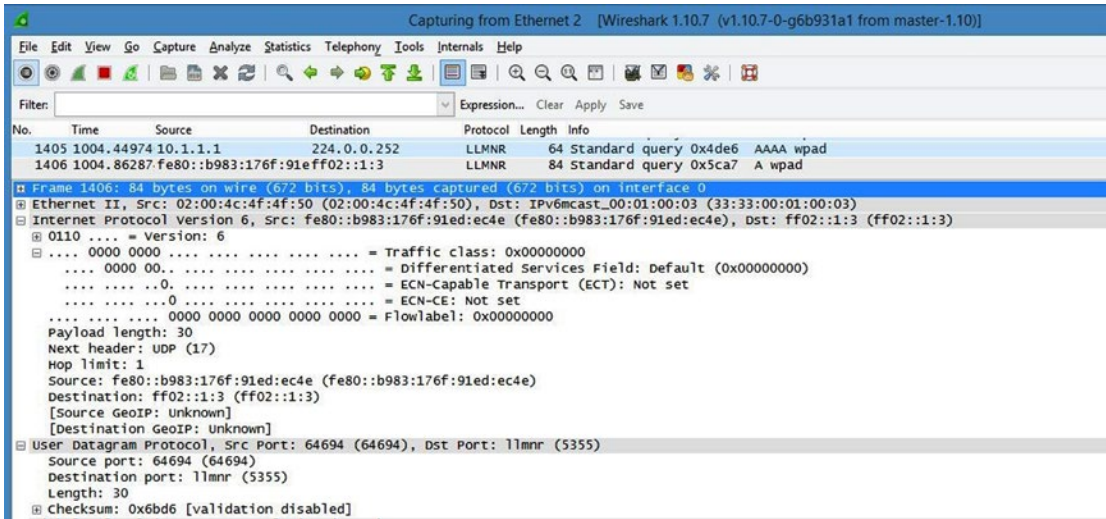 Capturing from Ethernet 2 [Wireshark 1.10.7 (v1.10.7-0-g6b931a1 from master-1.10)]
File Edit View Go Capture Analyze Statistics Telephony Tools Internals Help
Filter: Expression... Clear Apply Save
No. Time Source Destination Protocol Length Info
1405 1004.44974 10.1.1.1 224.0.0.252 LLMNR 64 Standard query 0x4de6 AAAA wpad
1406 1004.86287 fe80::b983:176f:91eff02::1:3 LLMNR 84 Standard query 0x5ca7 A wpad
Frame 1406: 84 bytes on wire (672 bits), 84 bytes captured (672 bits) on interface 0
Ethernet II, Src: 02:00:4c:4f:4f:50 (02:00:4c:4f:4f:50), Dst: IPv6mcast_00:01:00:03 (33:33:00:01:00:03)
Internet Protocol Version 6, Src: fe80::b983:176f:91ed:ec4e (fe80::b983:176f:91ed:ec4e), Dst: ff02::1:3 (ff02::1:3)
0110 .... = Version: 6
.... 0000 0000 .... .... .... .... .... = Traffic class: 0x00000000
.... 0000 00.. .... .... .... .... .... = Differentiated Services Field: Default (0x00000000)
.... .... ..0. .... .... .... .... .... = ECN-Capable Transport (ECT): Not set
.... .... ...0 .... .... .... .... .... = ECN-CE: Not set
.... .... .... 0000 0000 0000 0000 0000 = Flowlabel: 0x00000000
Payload length: 30
Next header: UDP (17)
Hop limit: 1
Source: fe80::b983:176f:91ed:ec4e (fe80::b983:176f:91ed:ec4e)
Destination: ff02::1:3 (ff02::1:3)
[Source GeoIP: Unknown]
[Destination GeoIP: Unknown]
User Datagram Protocol, Src Port: 64694 (64694), Dst Port: llmnr (5355)
Source port: 64694 (64694)
Destination port: llmnr (5355)
Length: 30
Checksum: 0x6bd6 [validation disabled]